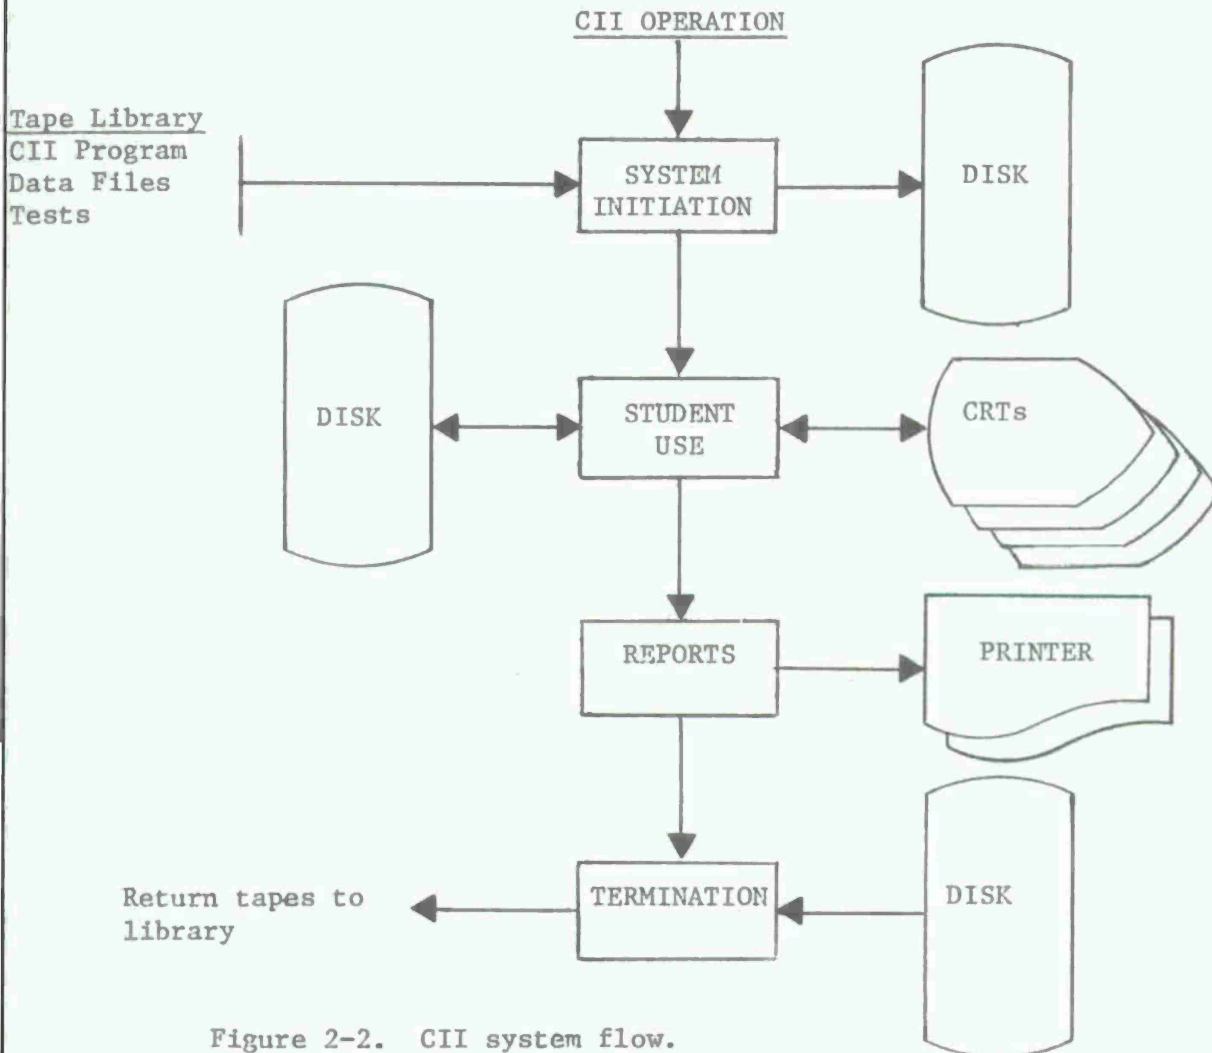 CII OPERATION
Tape Library
CII Program
Data Files
Tests
SYSTEM
INITIATION
DISK
DISK
STUDENT
USE
CRTs
REPORTS
PRINTER
Return tapes to
library
TERMINATION
DISK
Figure 2-2. CII system flow.